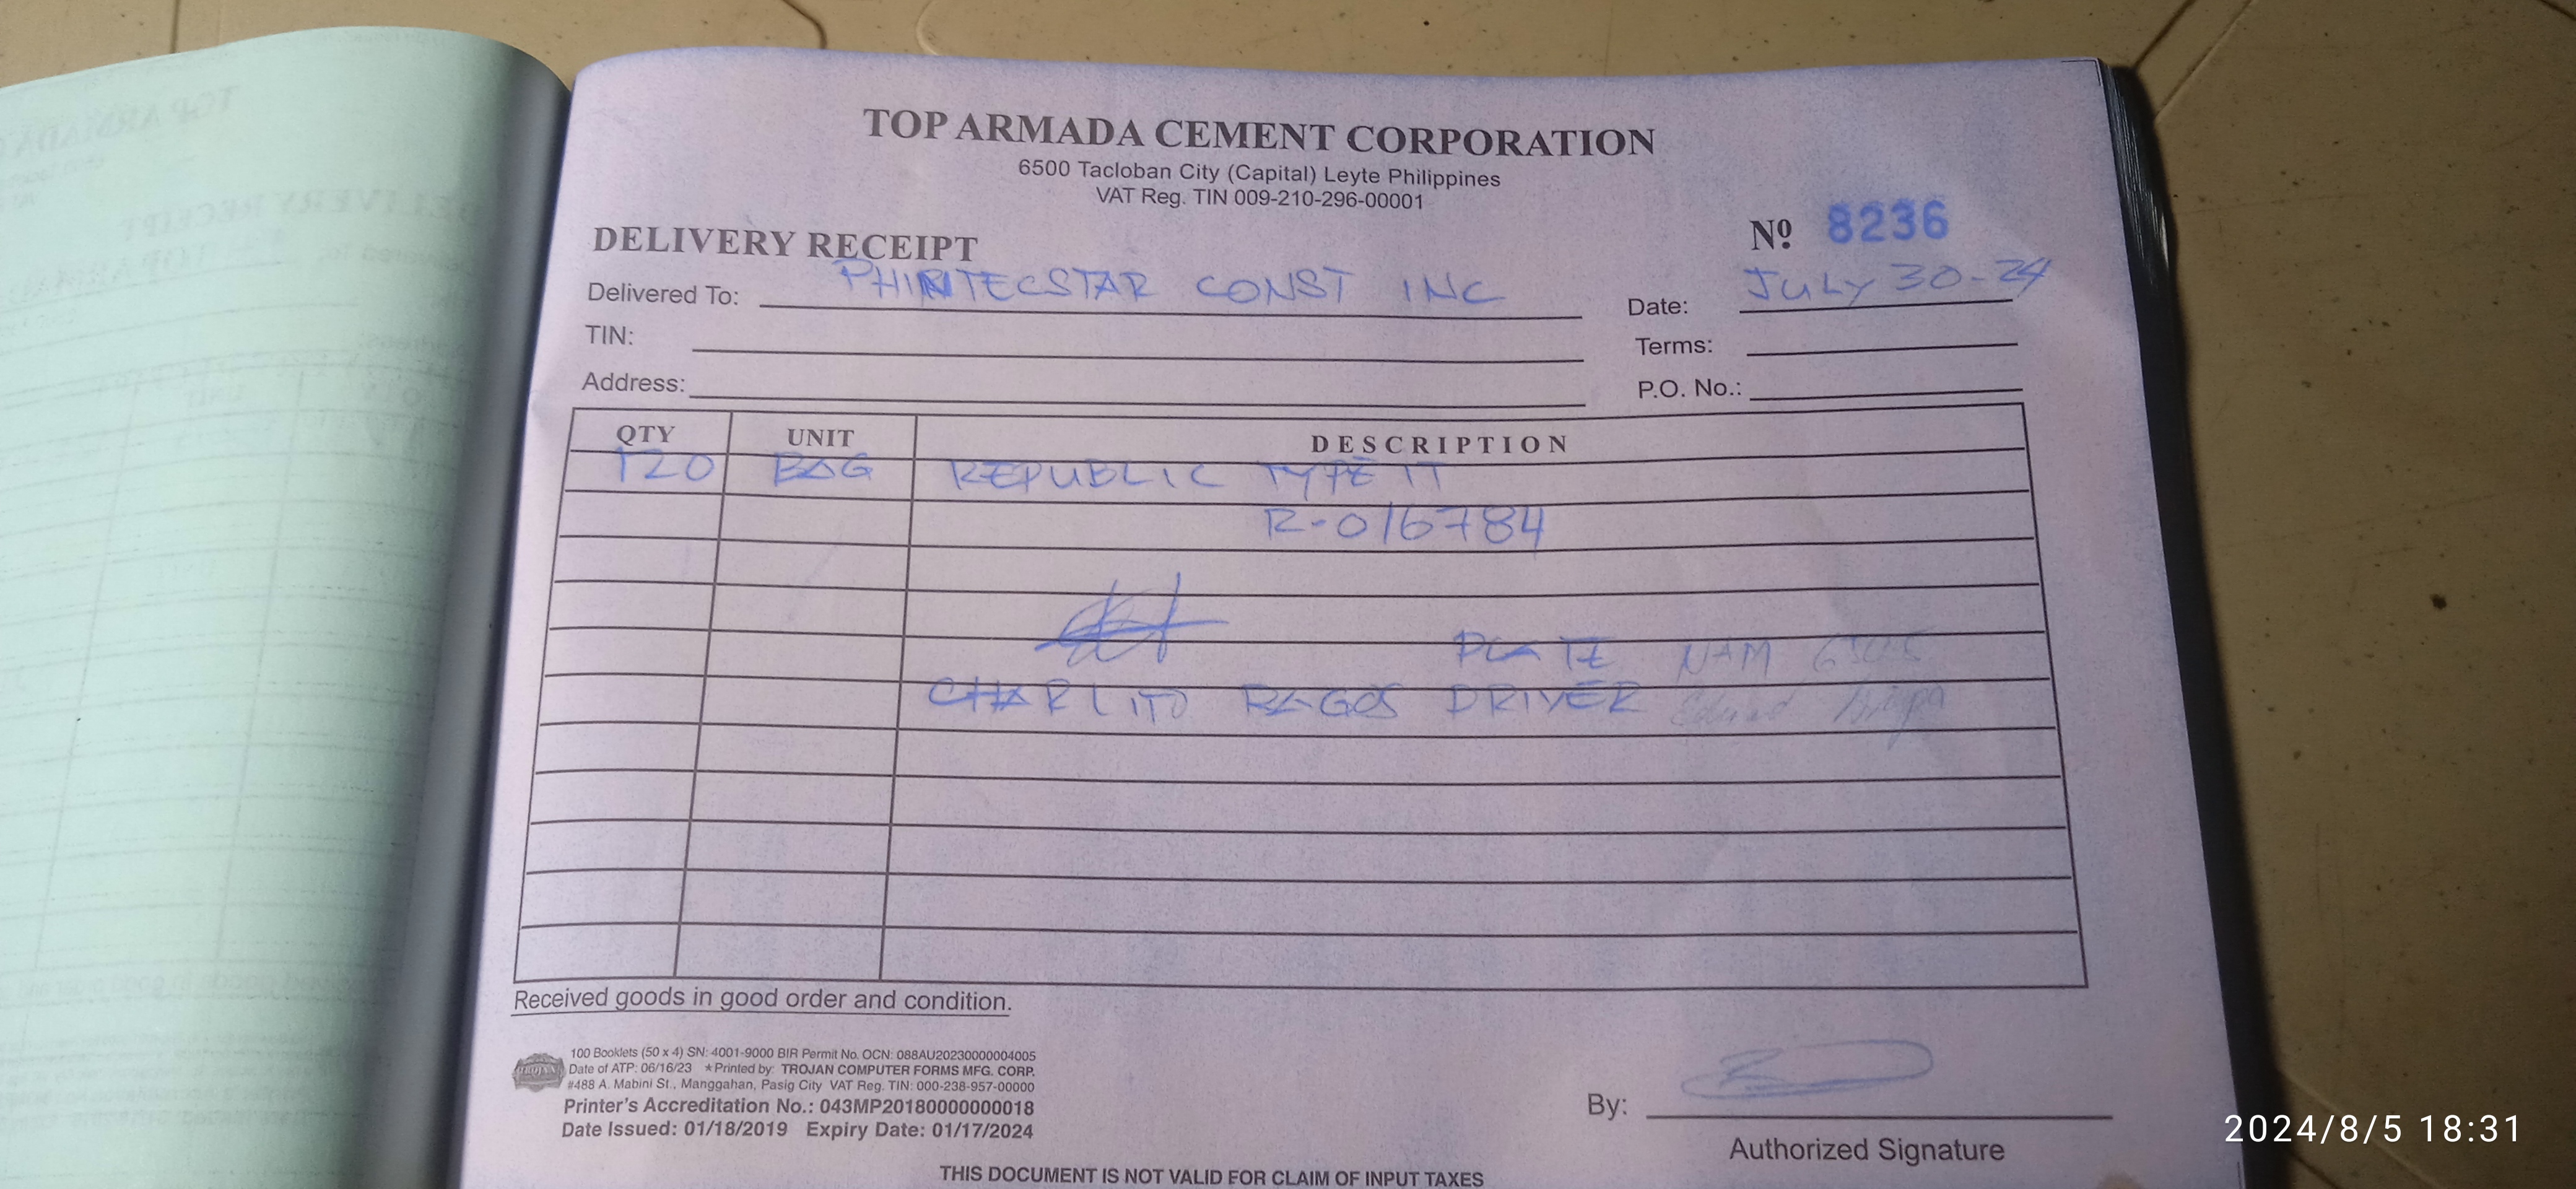 TOP ARMADA CEMENT CORPORATION
6500 Tacloban City (Capital) Leyte Philippines
VAT Reg. TIN 009-210-296-00001
DELIVERY RECEIPT
Nº 8236
Delivered To: PHINTECSTAR CONST INC
Date: JULY 30-24
TIN:
Terms:
Address:
P.O. No.:
QTY UNIT DESCRIPTION
120 BAG REPUBLIC TYPE IT
R-016784
PLATE NAM
CHARLITO RAGOS DRIVER
Received goods in good order and condition.
100 Booklets (50 x 4) SN: 4001-9000 BIR Permit No. OCN: 088AU20230000004005
Date of ATP: 06/16/23 * Printed by: TROJAN COMPUTER FORMS MFG. CORP.
#488 A. Mabini St., Manggahan, Pasig City VAT Reg. TIN: 000-238-957-00000
Printer's Accreditation No.: 043MP20180000000018
Date Issued: 01/18/2019 Expiry Date: 01/17/2024
By:
Authorized Signature
THIS DOCUMENT IS NOT VALID FOR CLAIM OF INPUT TAXES
2024/8/5 18:31